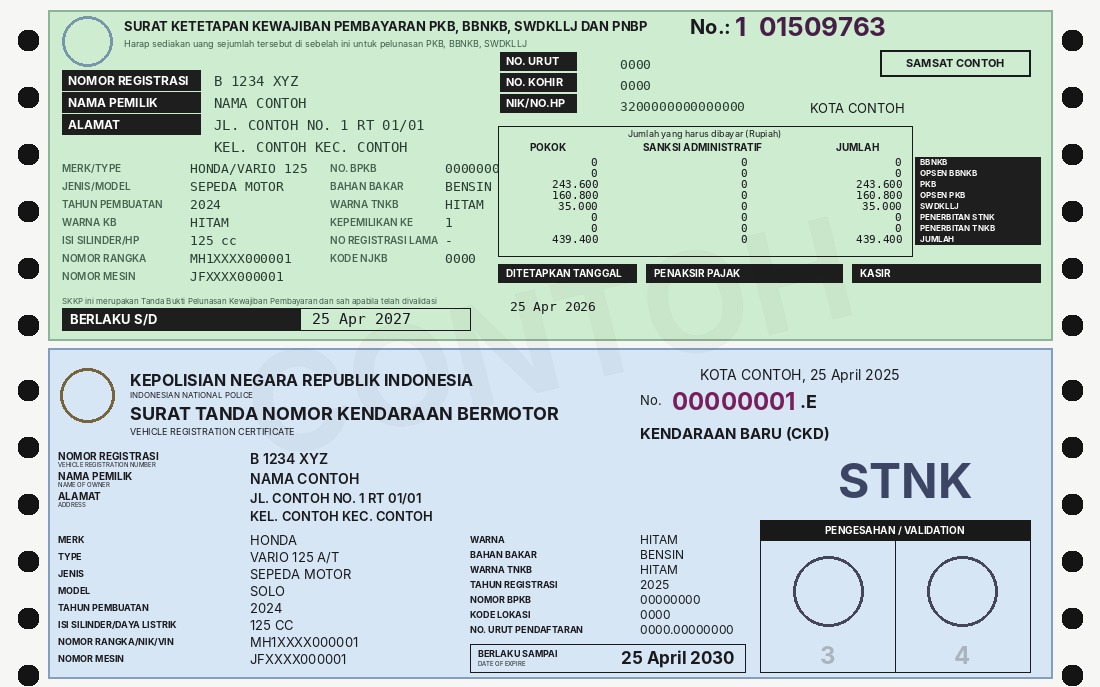 SURAT KETETAPAN KEWAJIBAN PEMBAYARAN PKB, BBNKB, SWDKLLJ DAN PNBP
No.: 1 01509763
Harap sediakan uang sejumlah tersebut di sebelah ini untuk pelunasan PKB, BBNKB, SWDKLLJ
NO. URUT 0000
SAMSAT CONTOH
NOMOR REGISTRASI B 1234 XYZ
NO. KOHIR 0000
NAMA PEMILIK NAMA CONTOH
NIK/NO.HP 3200000000000000 KOTA CONTOH
ALAMAT JL. CONTOH NO. 1 RT 01/01
KEL. CONTOH KEC. CONTOH
Jumlah yang harus dibayar (Rupiah)
POKOK SANKSI ADMINISTRATIF JUMLAH
0 0 0 BBNKB
0 0 0 OPSEN BBNKB
243.600 0 243.600 PKB
160.800 0 160.800 OPSEN PKB
35.000 0 35.000 SWDKLLJ
0 0 0 PENERBITAN STNK
0 0 0 PENERBITAN TNKB
439.400 0 439.400 JUMLAH
MERK/TYPE HONDA/VARIO 125 NO. BPKB 0000000
JENIS/MODEL SEPEDA MOTOR BAHAN BAKAR BENSIN
TAHUN PEMBUATAN 2024 WARNA TNKB HITAM
WARNA KB HITAM KEPEMILIKAN KE 1
ISI SILINDER/HP 125 cc NO REGISTRASI LAMA -
NOMOR RANGKA MH1XXXX000001 KODE NJKB 0000
NOMOR MESIN JFXXXX000001
DITETAPKAN TANGGAL PENAKSIR PAJAK KASIR
25 Apr 2026
SKKP ini merupakan Tanda Bukti Pelunasan Kewajiban Pembayaran dan sah apabila telah divalidasi
BERLAKU S/D 25 Apr 2027
CONTOH
KEPOLISIAN NEGARA REPUBLIK INDONESIA
INDONESIAN NATIONAL POLICE
SURAT TANDA NOMOR KENDARAAN BERMOTOR
VEHICLE REGISTRATION CERTIFICATE
KOTA CONTOH, 25 April 2025
No. 00000001 .E
KENDARAAN BARU (CKD)
STNK
NOMOR REGISTRASI B 1234 XYZ
VEHICLE REGISTRATION NUMBER
NAMA PEMILIK NAMA CONTOH
NAME OF OWNER
ALAMAT JL. CONTOH NO. 1 RT 01/01
ADDRESS
KEL. CONTOH KEC. CONTOH
MERK HONDA
TYPE VARIO 125 A/T
JENIS SEPEDA MOTOR
MODEL SOLO
TAHUN PEMBUATAN 2024
ISI SILINDER/DAYA LISTRIK 125 CC
NOMOR RANGKA/NIK/VIN MH1XXXX000001
NOMOR MESIN JFXXXX000001
WARNA HITAM
BAHAN BAKAR BENSIN
WARNA TNKB HITAM
TAHUN REGISTRASI 2025
NOMOR BPKB 00000000
KODE LOKASI 0000
NO. URUT PENDAFTARAN 0000.00000000
BERLAKU SAMPAI 25 April 2030
DATE OF EXPIRE
PENGESAHAN / VALIDATION
3 4